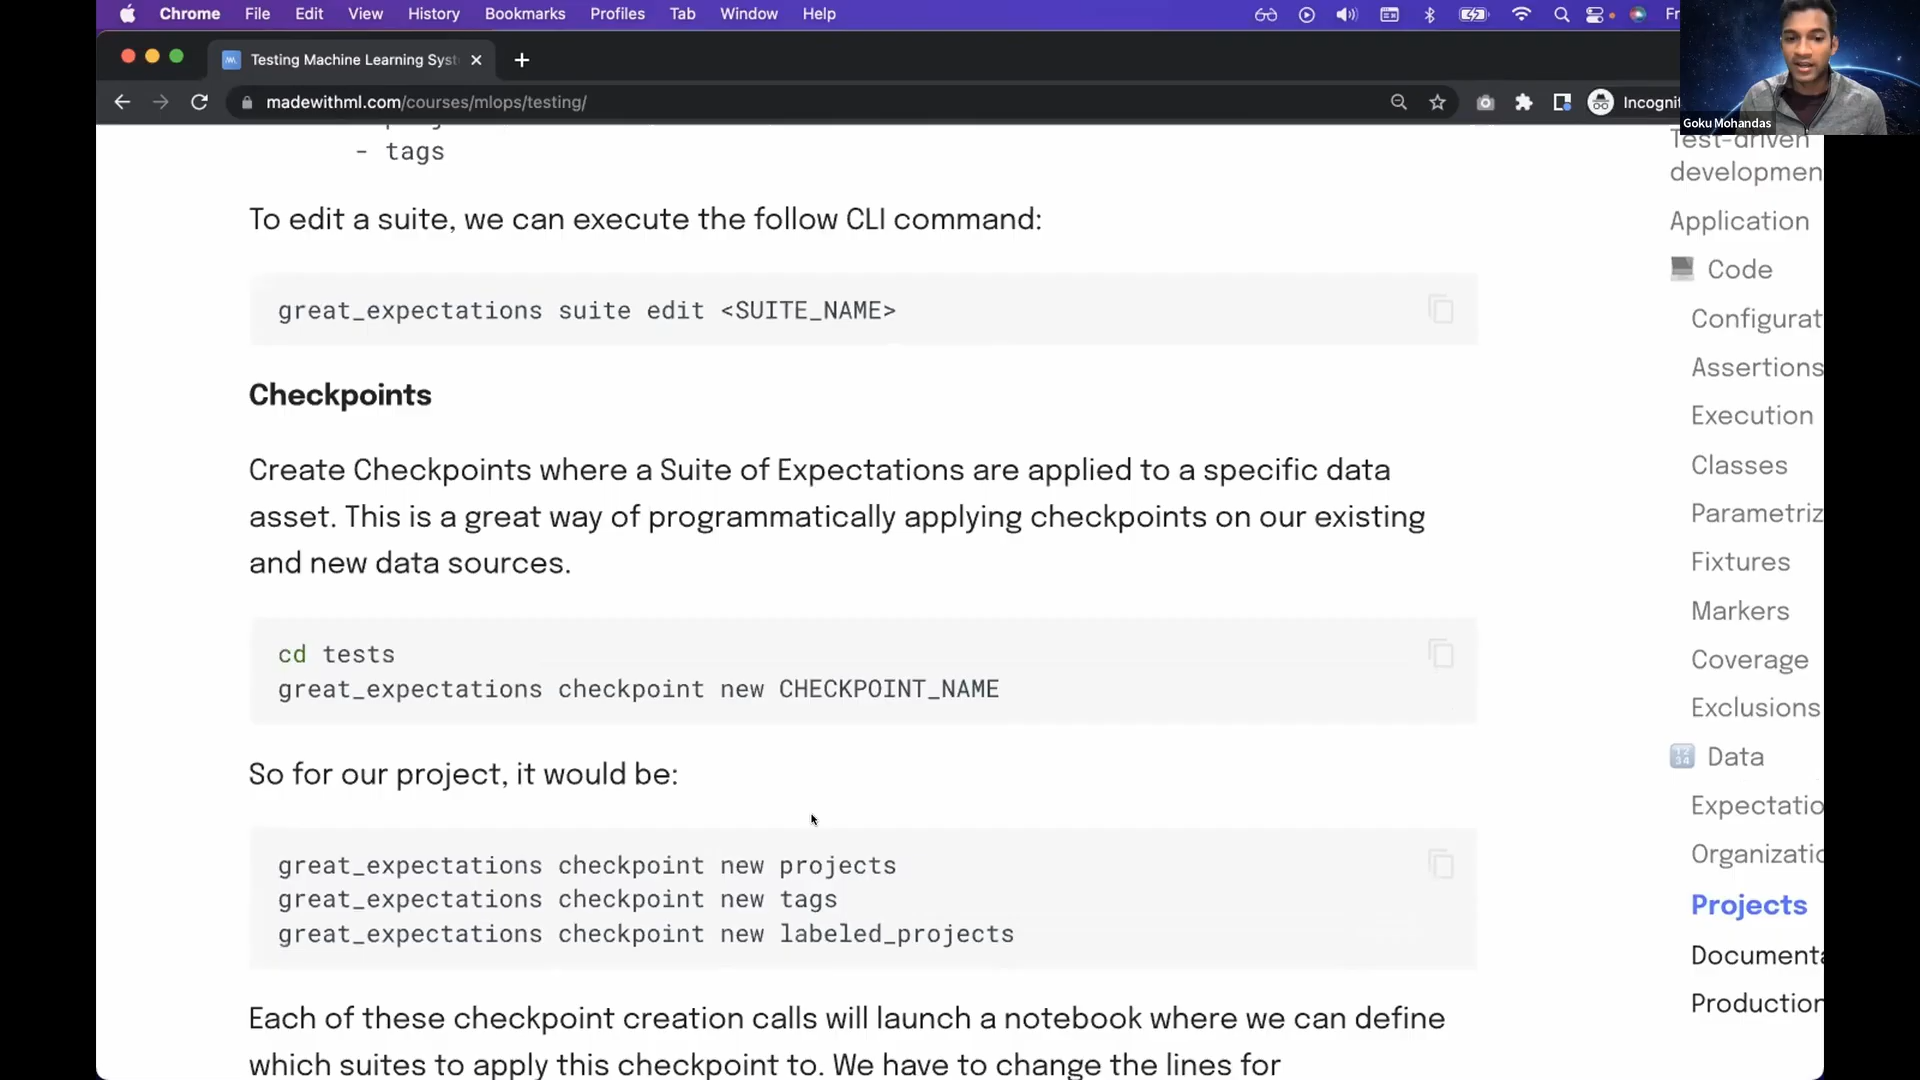 Chrome File Edit View History Bookmarks Profiles Tab Window Help Fr
Testing Machine Learning Syst
madewithml.com/courses/mlops/testing/
Incognit
Goku Mohandas
- tags
To edit a suite, we can execute the follow CLI command:
great_expectations suite edit <SUITE_NAME>
Checkpoints
Create Checkpoints where a Suite of Expectations are applied to a specific data
asset. This is a great way of programmatically applying checkpoints on our existing
and new data sources.
cd tests
great_expectations checkpoint new CHECKPOINT_NAME
So for our project, it would be:
great_expectations checkpoint new projects
great_expectations checkpoint new tags
great_expectations checkpoint new labeled_projects
Each of these checkpoint creation calls will launch a notebook where we can define
which suites to apply this checkpoint to. We have to change the lines for
Test-driven
developmen
Application
Code
Configurat
Assertions
Execution
Classes
Parametriz
Fixtures
Markers
Coverage
Exclusions
Data
Expectatio
Organizatio
Projects
Documenta
Production